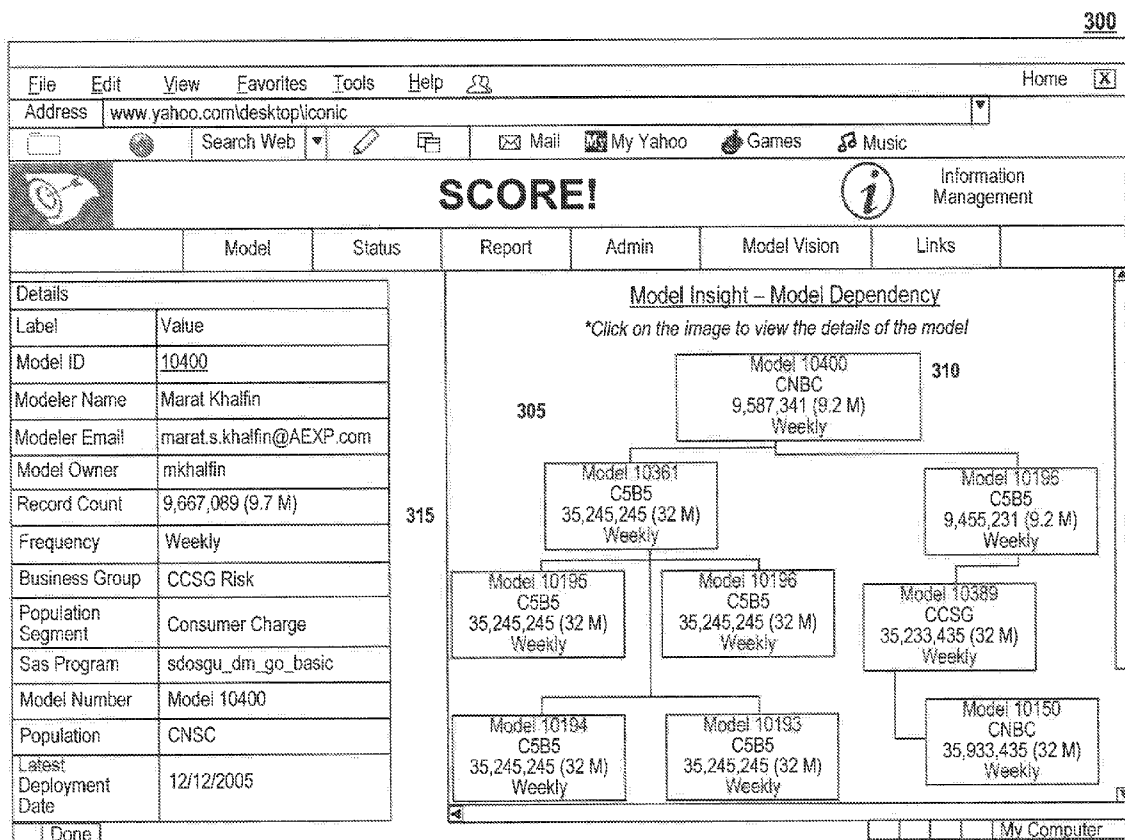 300
File Edit View Favorites Tools Help Home X
Address www.yahoo.com\desktop\iconic
Search Web Mail My My Yahoo Games Music
SCORE! i Information
Management
Model Status Report Admin Model Vision Links
Details
Label Value
Model ID 10400
Modeler Name Marat Khalfin
Modeler Email marat.s.khalfin@AEXP.com
Model Owner mkhalfin
Record Count 9,667,089 (9.7 M)
Frequency Weekly
Business Group CCSG Risk
Population
Segment Consumer Charge
Sas Program sdosgu_dm_go_basic
Model Number Model 10400
Population CNSC
Latest
Deployment
Date 12/12/2005
315
Model Insight – Model Dependency
*Click on the image to view the details of the model
305
310
Model 10400
CNBC
9,587,341 (9.2 M)
Weekly
Model 10361
C5B5
35,245,245 (32 M)
Weekly
Model 10196
C5B5
9,455,231 (9.2 M)
Weekly
Model 10195
C5B5
35,245,245 (32 M)
Weekly
Model 10196
C5B5
35,245,245 (32 M)
Weekly
Model 10389
CCSG
35,233,435 (32 M)
Weekly
Model 10194
C5B5
35,245,245 (32 M)
Weekly
Model 10193
C5B5
35,245,245 (32 M)
Weekly
Model 10150
CNBC
35,933,435 (32 M)
Weekly
Done My Computer